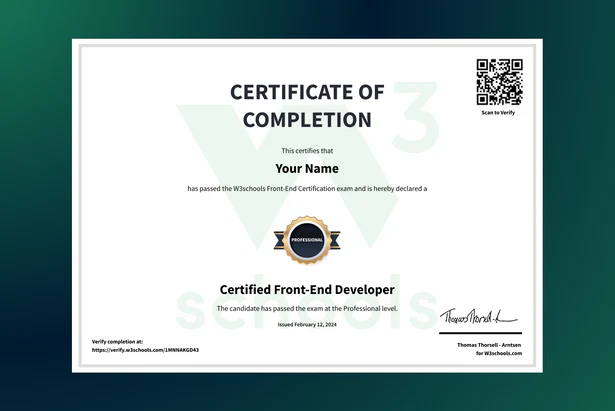 CERTIFICATE OF
COMPLETION
Scan to Verify
This certifies that
Your Name
has passed the W3schools Front-End Certification exam and is hereby declared a
PROFESSIONAL
Certified Front-End Developer
The candidate has passed the exam at the Professional level.
Issued February 12, 2024
W3
schools
Verify completion at:
https://verify.w3schools.com/1MNNAKGD43
Thomas Thorsell - Arntsen
for W3schools.com